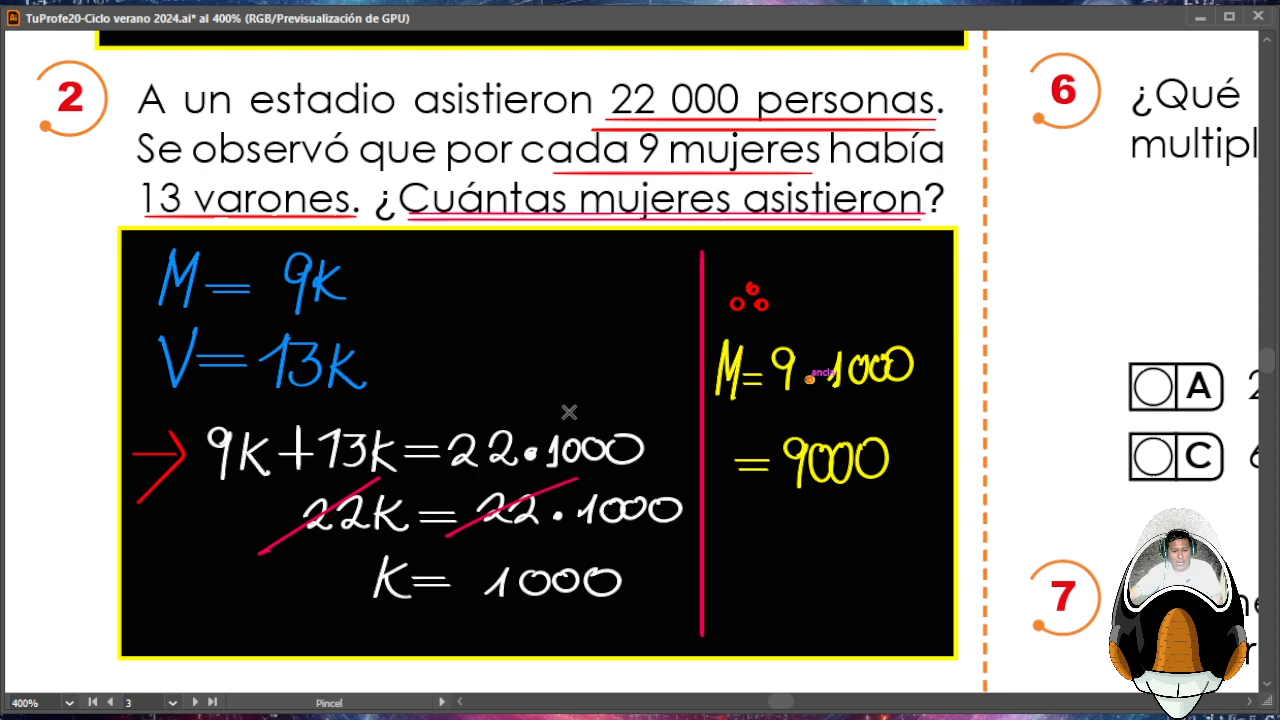 TuProfe20-Ciclo verano 2024.ai* al 400% (RGB/Previsualización de GPU)
2
A un estadio asistieron 22 000 personas.
Se observó que por cada 9 mujeres había
13 varones. ¿Cuántas mujeres asistieron?
M = 9K
V = 13K
9K + 13K = 22 . 1000
22K = 22 . 1000
K = 1000
M = 9 . 1000
ancla
= 9000
6
¿Qué
multipl
A
C
7
400%
3
Pincel